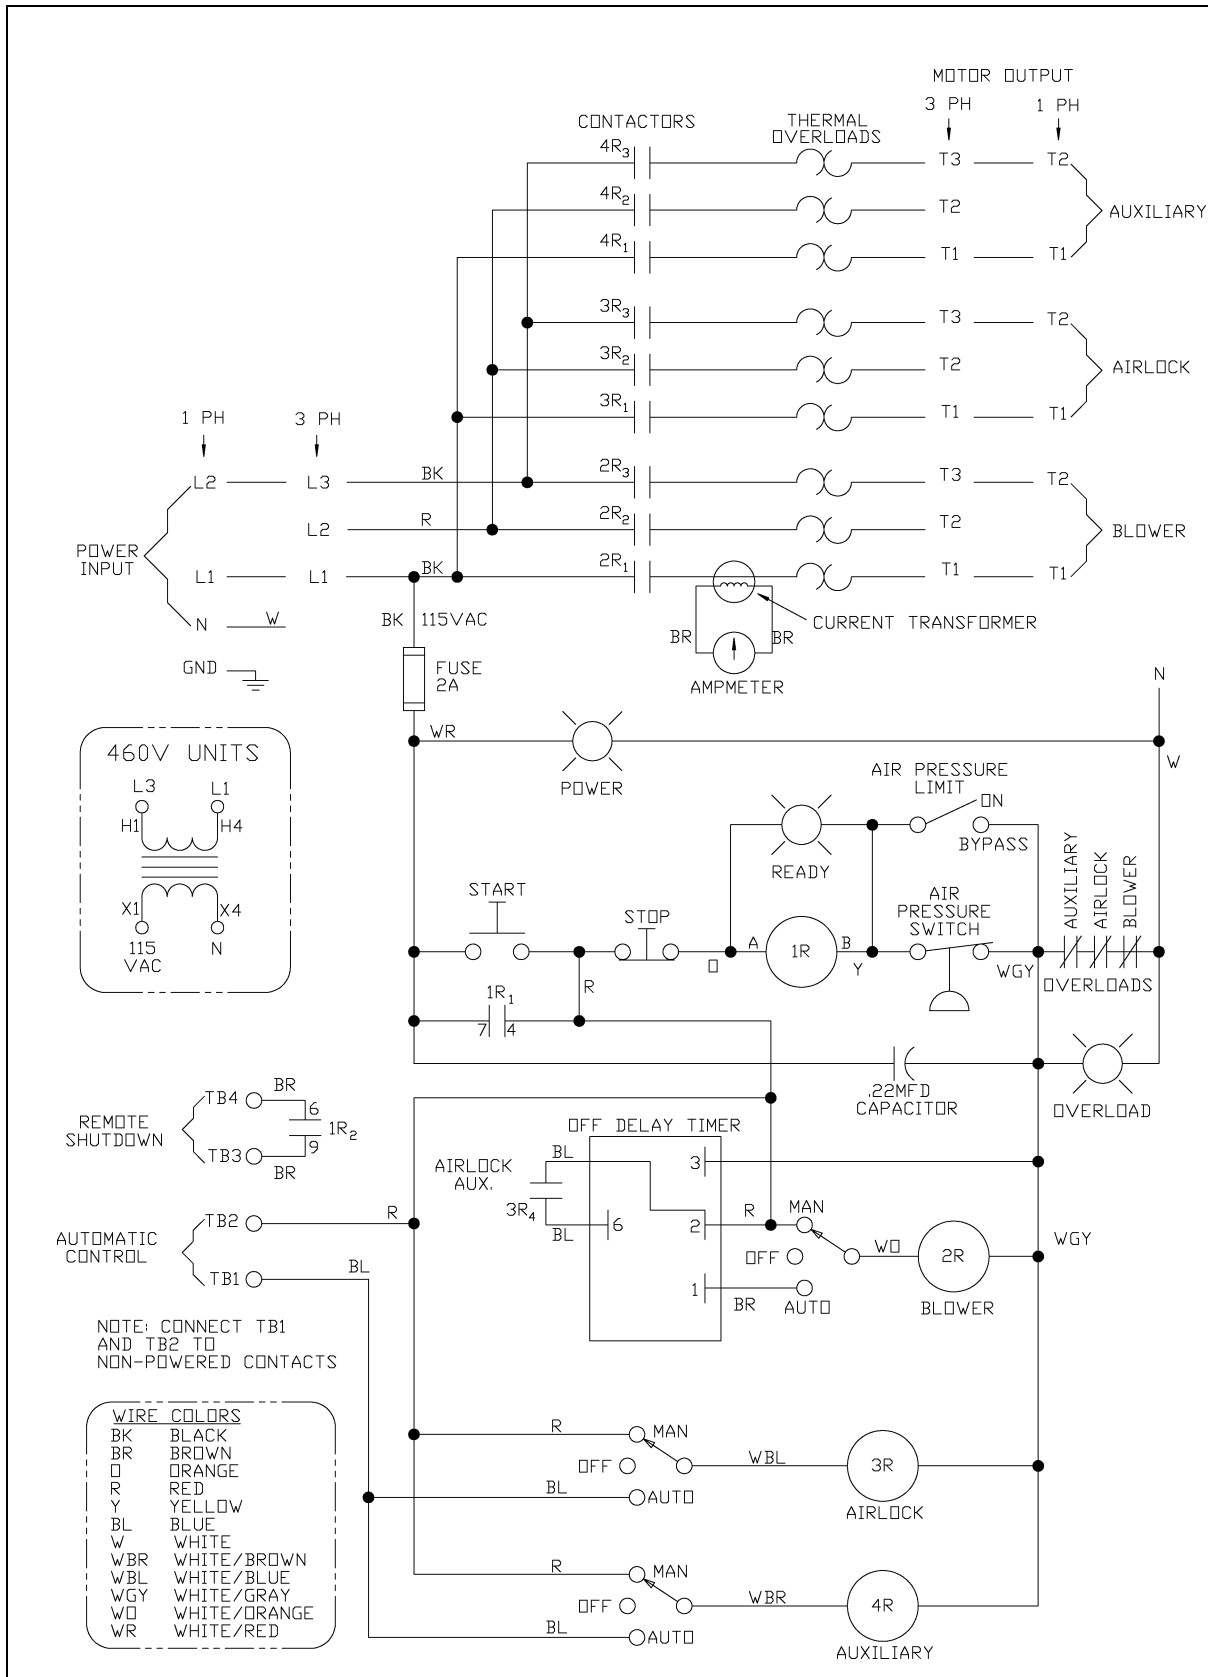 MOTOR OUTPUT
3 PH
1 PH
CONTACTORS
THERMAL
OVERLOADS
4R3
T3
T2
4R2
T2
AUXILIARY
4R1
T1
T1
3R3
T3
T2
3R2
T2
AIRLOCK
3R1
T1
T1
1 PH
3 PH
L2
L3
BK
2R3
T3
T2
L2
R
2R2
T2
BLOWER
POWER
INPUT
L1
L1
BK
2R1
T1
T1
N
W
BK
115VAC
BR
BR
CURRENT TRANSFORMER
AMPMETER
GND
FUSE
2A
N
WR
POWER
W
460V UNITS
L3
L1
H1
H4
X1
X4
115
VAC
N
AIR PRESSURE
LIMIT
ON
BYPASS
READY
START
STOP
AIR
PRESSURE
SWITCH
AUXILIARY
AIRLOCK
BLOWER
A
1R
B
O
Y
WGY
OVERLOADS
R
1R1
7
4
.22MFD
CAPACITOR
OVERLOAD
REMOTE
SHUTDOWN
TB4
BR
6
1R2
9
TB3
BR
OFF DELAY TIMER
AIRLOCK
AUX.
BL
3
3R4
BL
6
2
R
MAN
OFF
WO
2R
BLOWER
WGY
1
BR
AUTO
AUTOMATIC
CONTROL
TB2
R
TB1
BL
NOTE: CONNECT TB1
AND TB2 TO
NON-POWERED CONTACTS
WIRE COLORS
BK BLACK
BR BROWN
O ORANGE
R RED
Y YELLOW
BL BLUE
W WHITE
WBR WHITE/BROWN
WBL WHITE/BLUE
WGY WHITE/GRAY
WO WHITE/ORANGE
WR WHITE/RED
R
MAN
OFF
WBL
3R
BL
AUTO
AIRLOCK
R
MAN
OFF
WBR
4R
BL
AUTO
AUXILIARY